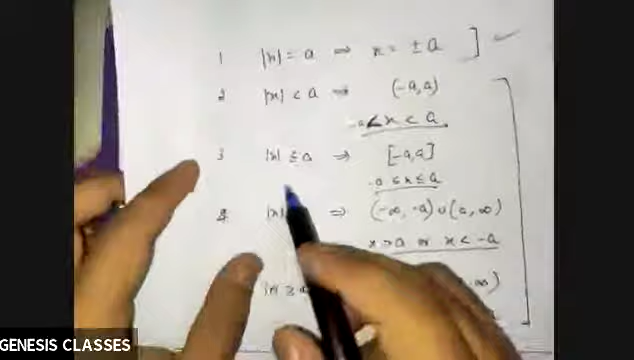 1 |x| = a ⇒ x = ± a
2 |x| < a ⇒ (-a, a)
-a < x < a
3 |x| ≤ a ⇒ [-a, a]
-a ≤ x ≤ a
4 |x| ⇒ (-∞, -a) ∪ (a, ∞)
x > a or x < -a
|x| ≥ ∞)
GENESIS CLASSES